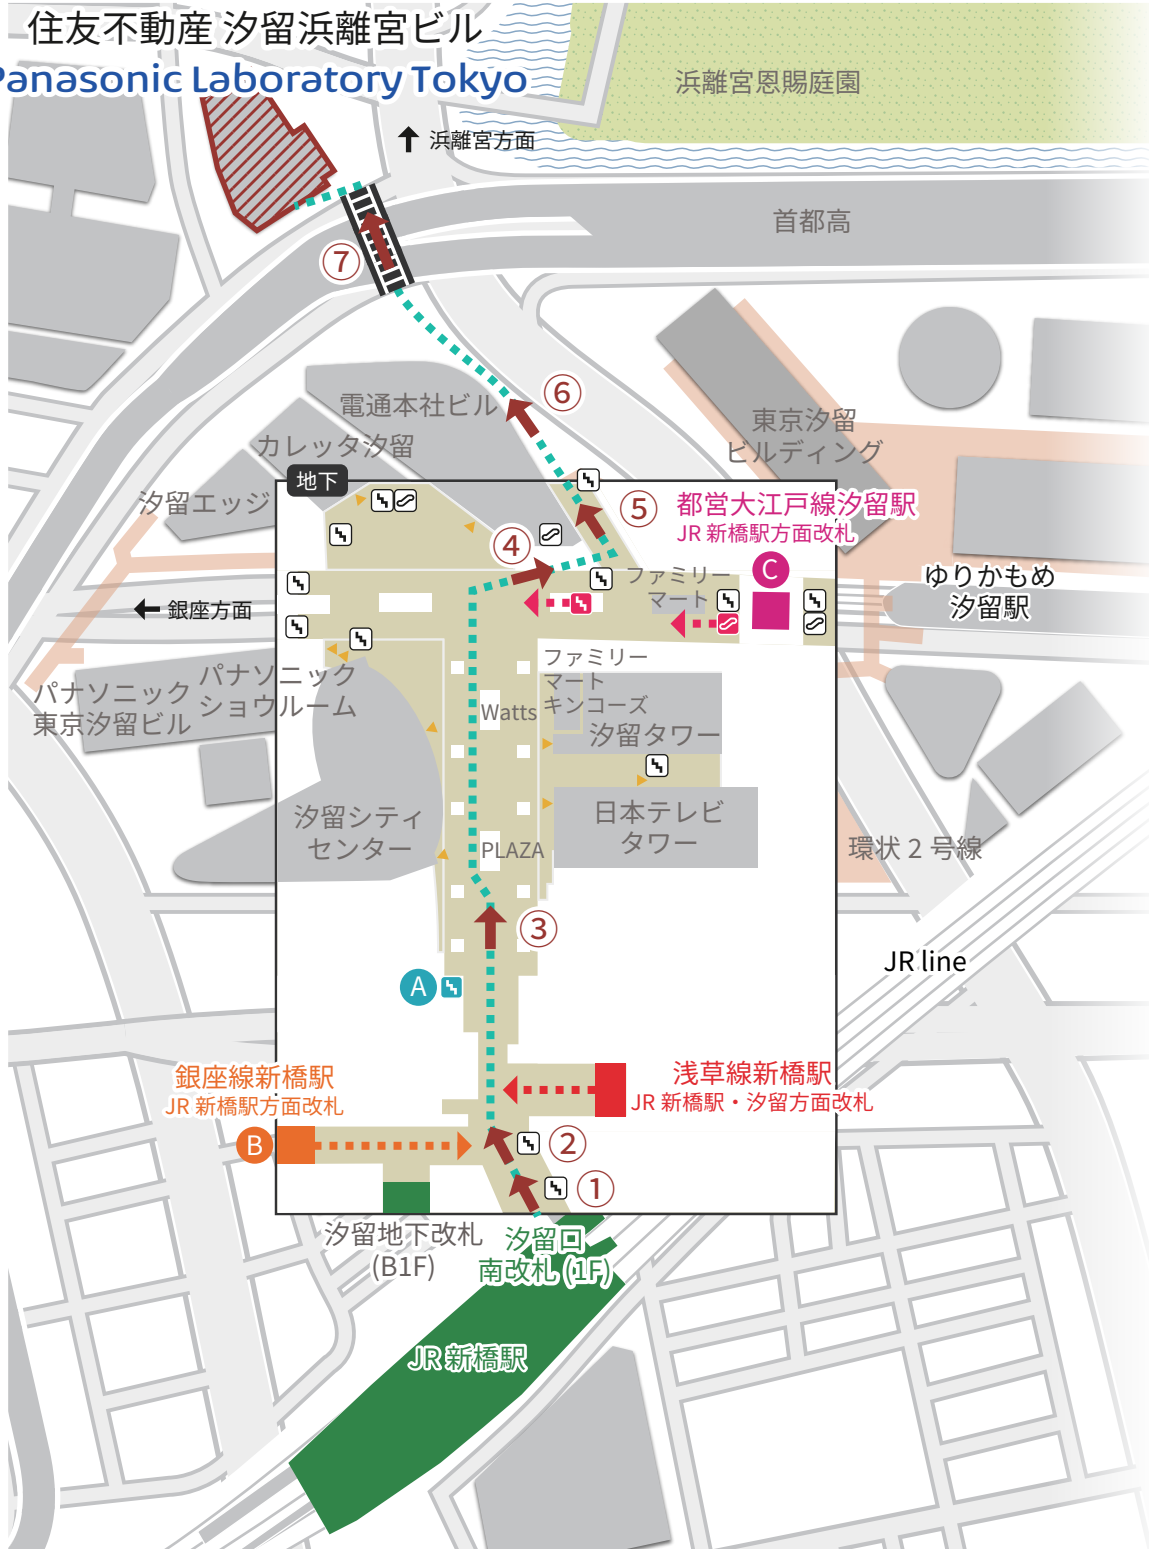 住友不動産 汐留浜離宮ビル
Panasonic Laboratory Tokyo
浜離宮恩賜庭園
浜離宮方面
首都高
⑦
⑥
電通本社ビル
カレッタ汐留
東京汐留
ビルディング
地下
汐留エッジ
⑤
都営大江戸線汐留駅
JR 新橋駅方面改札
④
C
ファミリー
マート
ゆりかもめ
汐留駅
銀座方面
ファミリー
マート
キンコーズ
パナソニック
ショウルーム
パナソニック
東京汐留ビル
Watts
汐留タワー
汐留シティ
センター
日本テレビ
タワー
PLAZA
環状 2 号線
③
JR line
A
銀座線新橋駅
JR 新橋駅方面改札
浅草線新橋駅
JR 新橋駅・汐留方面改札
B
②
①
汐留地下改札
(B1F)
汐留口
南改札 (1F)
JR 新橋駅